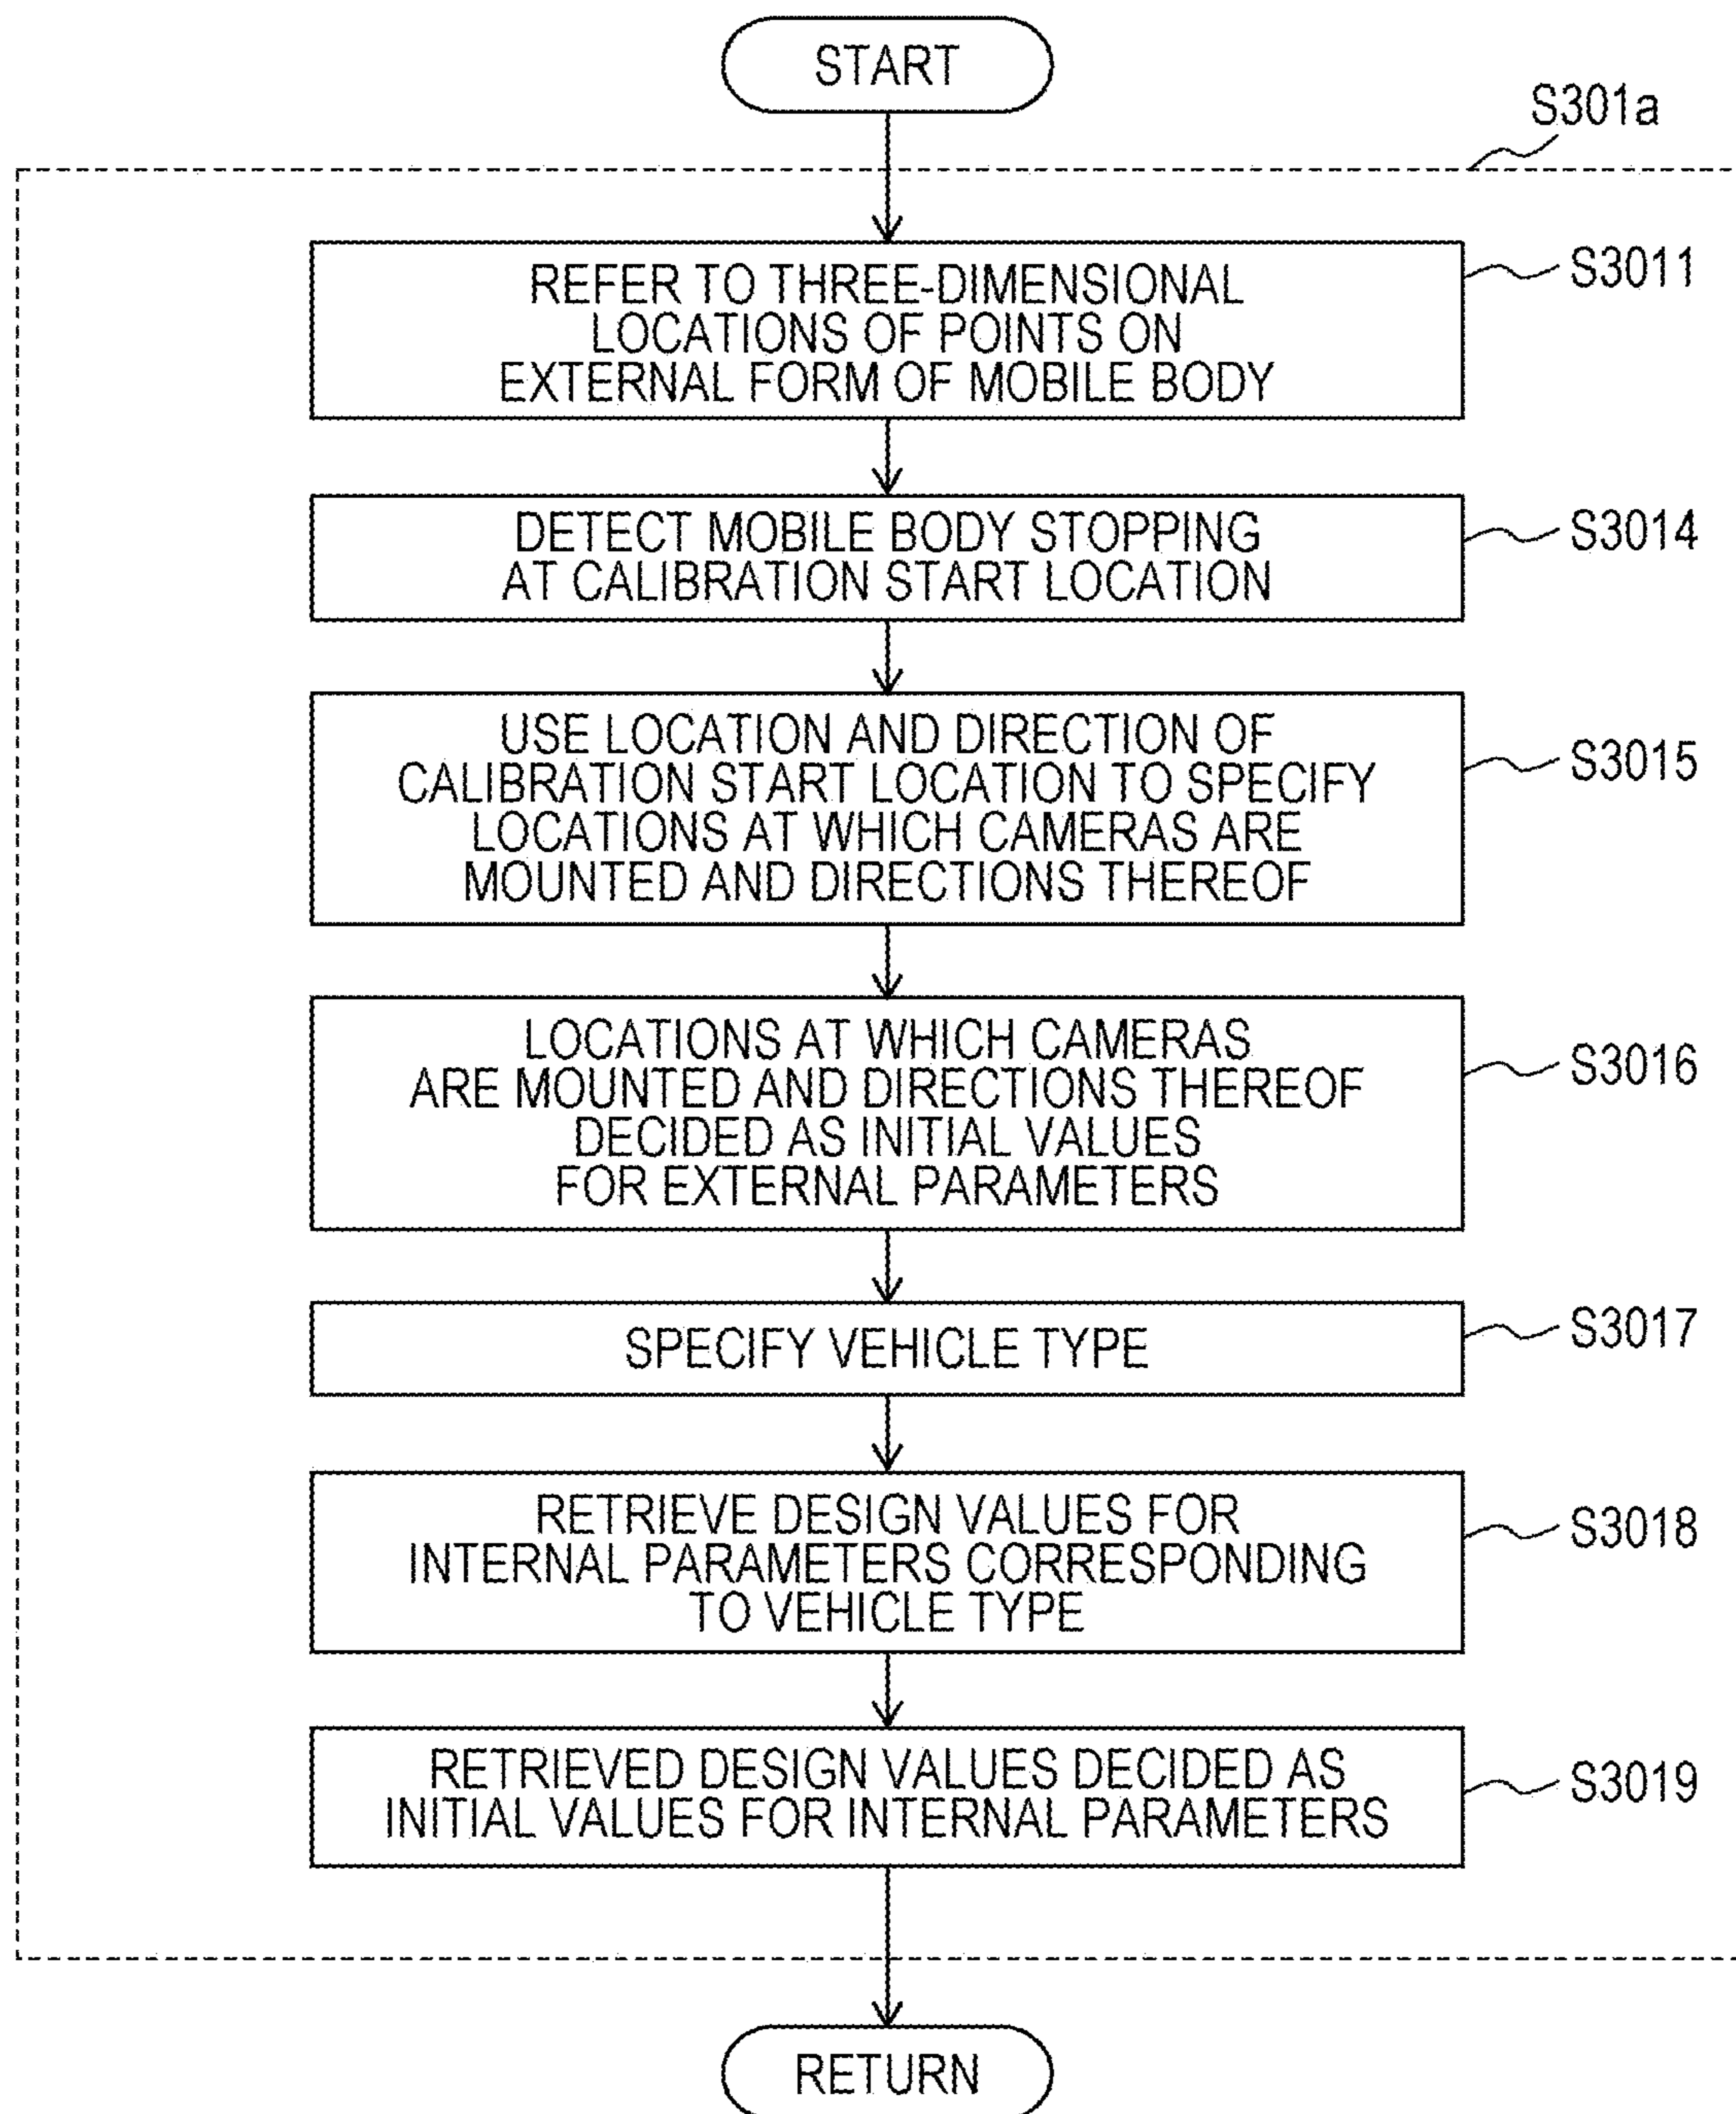 START
S301a
REFER TO THREE-DIMENSIONAL
LOCATIONS OF POINTS ON
EXTERNAL FORM OF MOBILE BODY
S3011
DETECT MOBILE BODY STOPPING
AT CALIBRATION START LOCATION
S3014
USE LOCATION AND DIRECTION OF
CALIBRATION START LOCATION TO SPECIFY
LOCATIONS AT WHICH CAMERAS ARE
MOUNTED AND DIRECTIONS THEREOF
S3015
LOCATIONS AT WHICH CAMERAS
ARE MOUNTED AND DIRECTIONS THEREOF
DECIDED AS INITIAL VALUES
FOR EXTERNAL PARAMETERS
S3016
SPECIFY VEHICLE TYPE
S3017
RETRIEVE DESIGN VALUES FOR
INTERNAL PARAMETERS CORRESPONDING
TO VEHICLE TYPE
S3018
RETRIEVED DESIGN VALUES DECIDED AS
INITIAL VALUES FOR INTERNAL PARAMETERS
S3019
RETURN